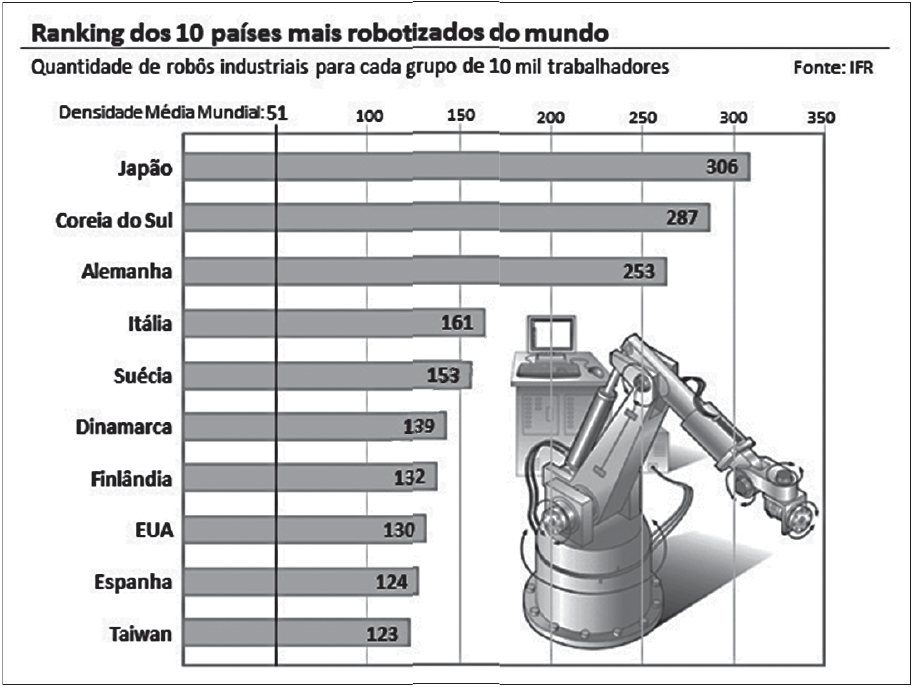 Ranking dos 10 países mais robotizados do mundo
Quantidade de robôs industriais para cada grupo de 10 mil trabalhadores Fonte: IFR
Densidade Média Mundial: 51 100 150 200 250 300 350
Japão 306
Coreia do Sul 287
Alemanha 253
Itália 161
Suécia 153
Dinamarca 139
Finlândia 132
EUA 130
Espanha 124
Taiwan 123